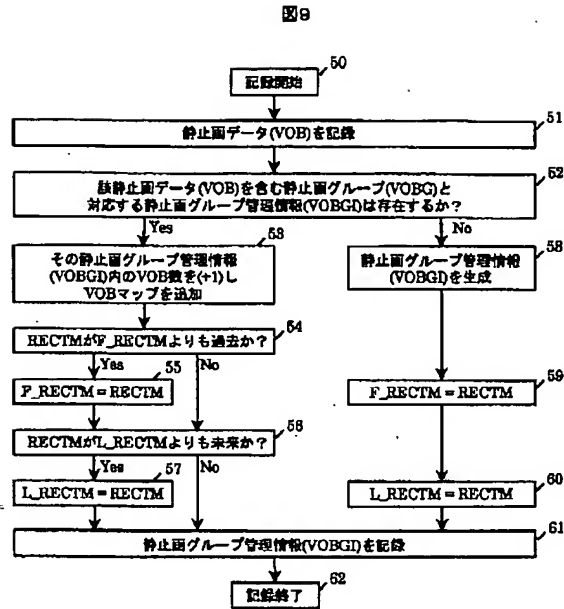 図9
50
記録開始
51
静止画データ(VOB)を記録
52
該静止画データ(VOB)を含む静止画グループ(VOBG)と
対応する静止画グループ管理情報(VOBGI)は存在するか？
Yes
53
No
58
その静止画グループ管理情報
(VOBGI)内のVOB数を(+1)し
VOBマップを追加
静止画グループ管理情報
(VOBGI)を生成
54
RECTMがF_RECTMよりも過去か？
Yes
55
No
59
F_RECTM＝RECTM
F_RECTM＝RECTM
56
RECTMがL_RECTMよりも未来か？
Yes
57
No
60
L_RECTM＝RECTM
L_RECTM＝RECTM
61
静止画グループ管理情報(VOBGI)を記録
62
記録終了